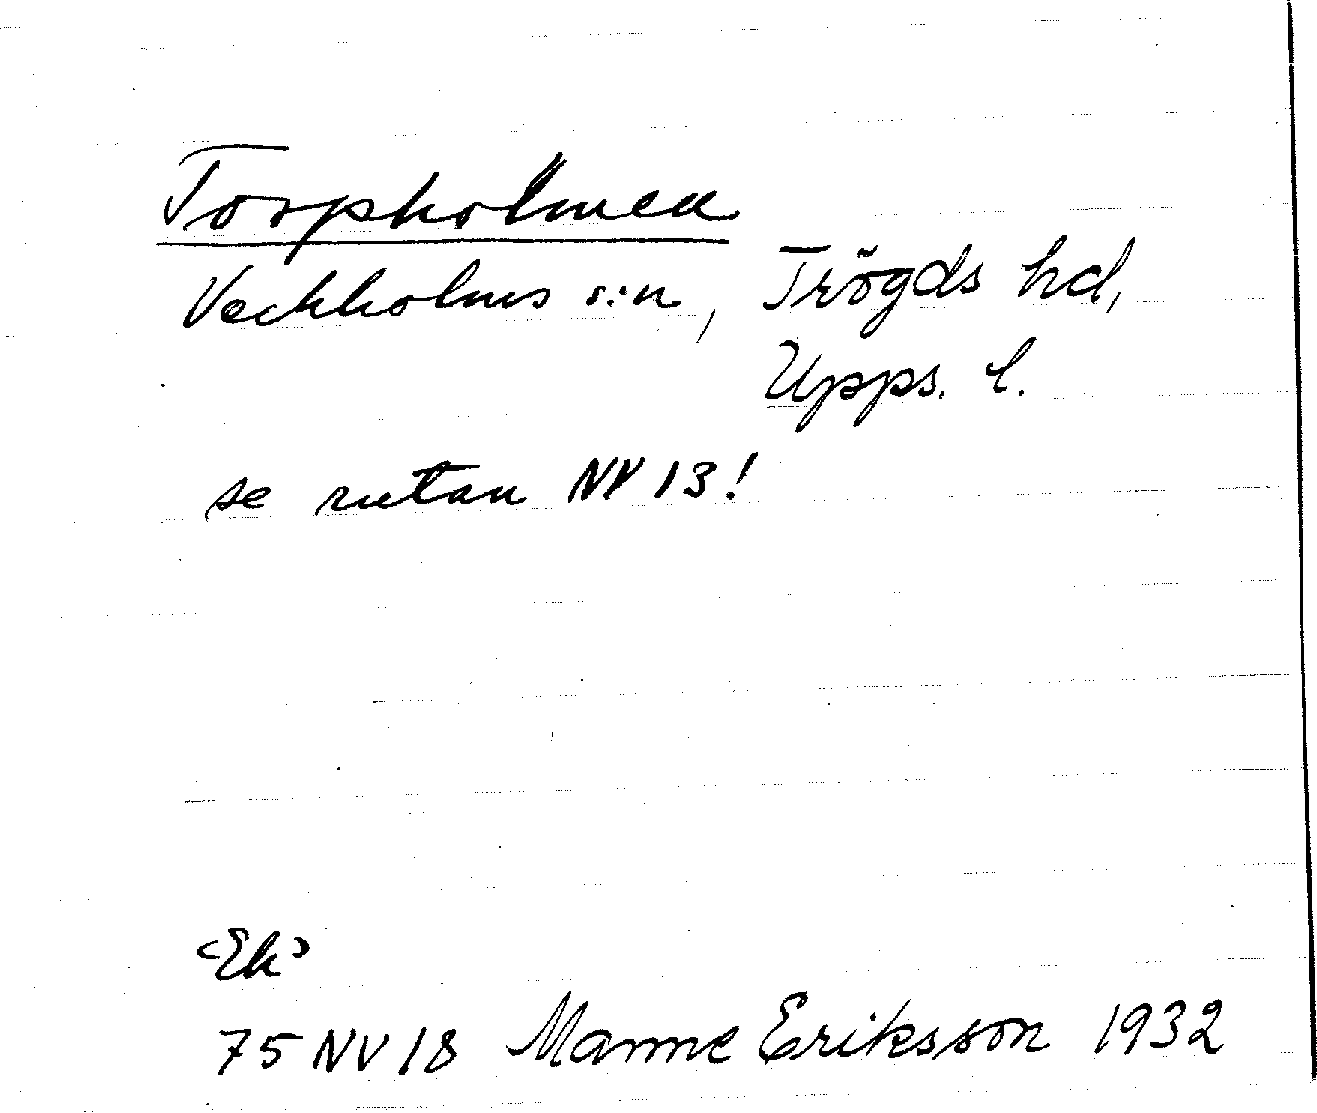 Torpholmen
Veckholms s:n, Trögds hd,
Upps. l.
se rutan NV 13!
<Ek>
75 NV 18 Manne Eriksson 1932